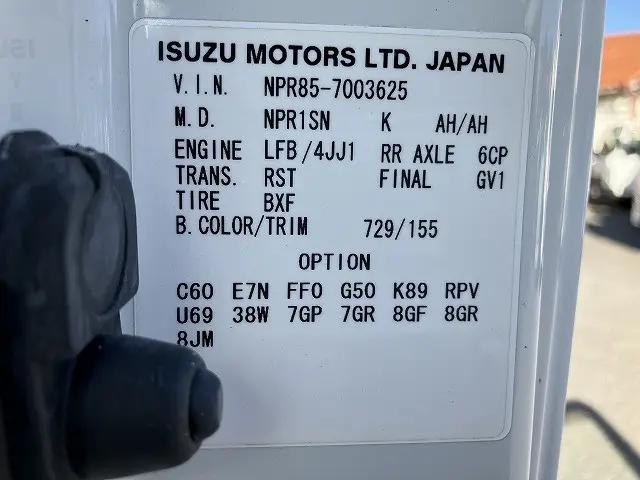 ISUZU MOTORS LTD. JAPAN
V.I.N. NPR85-7003625
M.D. NPR1SN K AH/AH
ENGINE LFB/4JJ1 RR AXLE 6CP
TRANS. RST FINAL GV1
TIRE BXF
B.COLOR/TRIM 729/155
OPTION
C60 E7N FF0 G50 K89 RPV
U69 38W 7GP 7GR 8GF 8GR
8JM